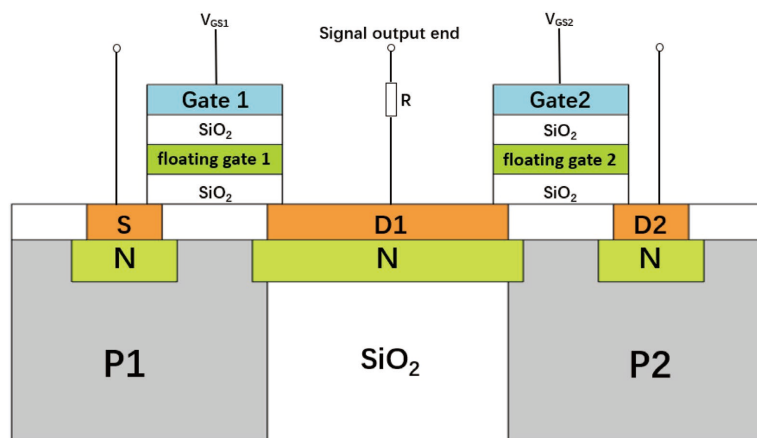 V_GS1
Signal output end
V_GS2
R
Gate 1
Gate2
SiO₂
SiO₂
floating gate 1
floating gate 2
SiO₂
SiO₂
S
D1
D2
N
N
N
P1
SiO₂
P2